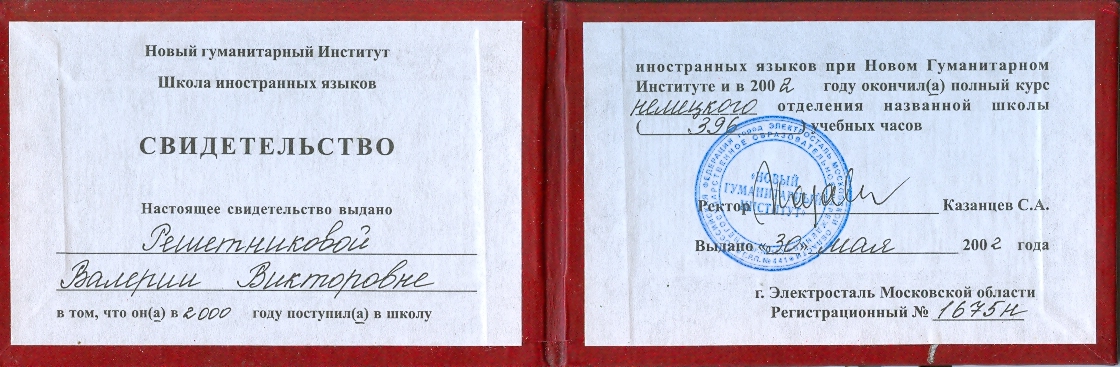 Новый гуманитарный Институт
Школа иностранных языков
СВИДЕТЕЛЬСТВО
Настоящее свидетельство выдано
Решетниковой
Валерии Викторовне
в том, что он(а) в 2000 году поступил(а) в школу
иностранных языков при Новом Гуманитарном
Институте и в 2002 году окончил(а) полный курс
немецкого отделения названной школы
( 396 ) учебных часов
«НОВЫЙ
ГУМАНИТАРНЫЙ
ИНСТИТУТ»
Ректор Казанцев С.А.
Выдано «30» мая 2002 года
г. Электросталь Московской области
Регистрационный № 1675н